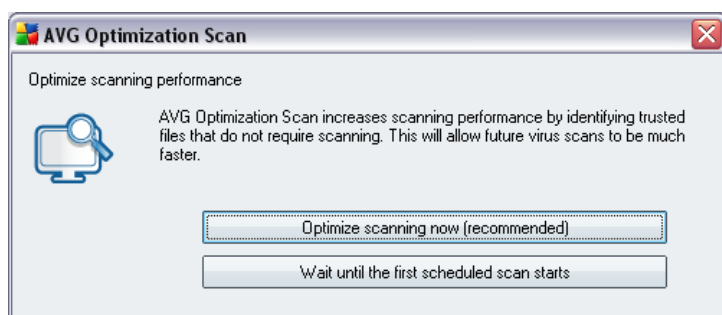 AVG Optimization Scan
Optimize scanning performance
AVG Optimization Scan increases scanning performance by identifying trusted
files that do not require scanning. This will allow future virus scans to be much
faster.
Optimize scanning now (recommended)
Wait until the first scheduled scan starts